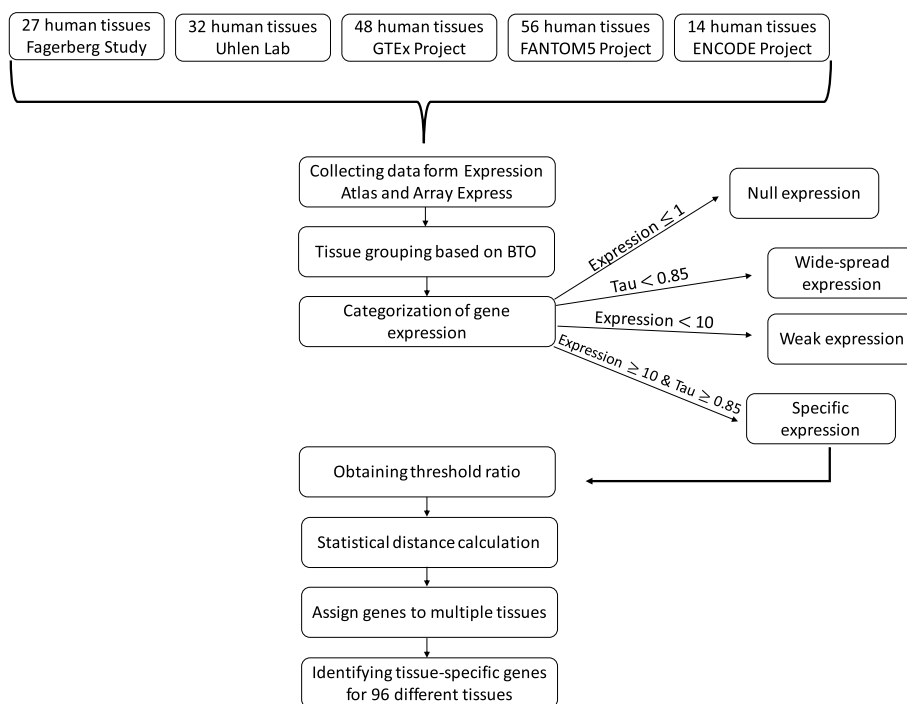 27 human tissues
Fagerberg Study
32 human tissues
Uhlen Lab
48 human tissues
GTEx Project
56 human tissues
FANTOM5 Project
14 human tissues
ENCODE Project
Collecting data form Expression
Atlas and Array Express
Tissue grouping based on BTO
Categorization of gene
expression
Expression ≤ 1
Null expression
Tau < 0.85
Wide-spread
expression
Expression < 10
Weak expression
Expression ≥ 10 & Tau ≥ 0.85
Specific
expression
Obtaining threshold ratio
Statistical distance calculation
Assign genes to multiple tissues
Identifying tissue-specific genes
for 96 different tissues